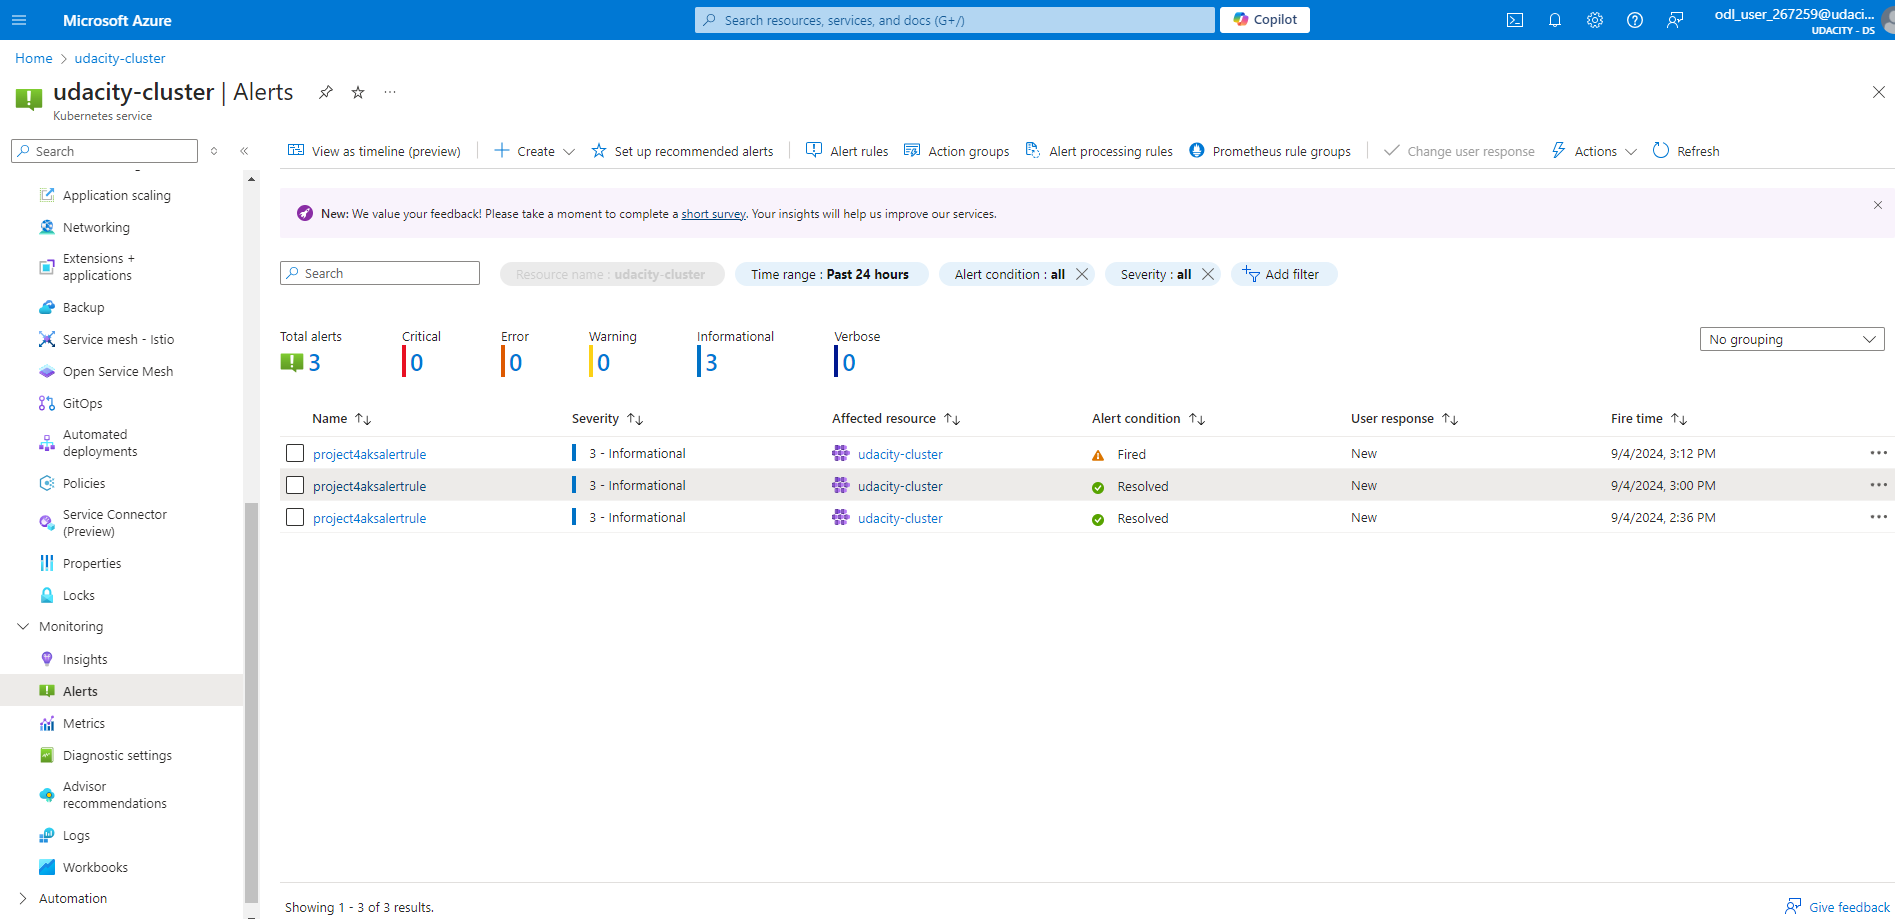 Microsoft Azure
Search resources, services, and docs (G+/)
Copilot
odl_user_267259@udaci...
UDACITY - DS
Home > udacity-cluster
udacity-cluster | Alerts ...
Kubernetes service
Search
View as timeline (preview) Create Set up recommended alerts Alert rules Action groups Alert processing rules Prometheus rule groups Change user response Actions Refresh
Application scaling
Networking
Extensions +
applications
Backup
Service mesh - Istio
Open Service Mesh
GitOps
Automated
deployments
Policies
Service Connector
(Preview)
Properties
Locks
Monitoring
Insights
Alerts
Metrics
Diagnostic settings
Advisor
recommendations
Logs
Workbooks
Automation
New: We value your feedback! Please take a moment to complete a short survey. Your insights will help us improve our services.
Search
Resource name : udacity-cluster Time range : Past 24 hours Alert condition : all Severity : all Add filter
Total alerts Critical Error Warning Informational Verbose
3 0 0 0 3 0
No grouping
Name Severity Affected resource Alert condition User response Fire time
project4aksalertrule 3 - Informational udacity-cluster Fired New 9/4/2024, 3:12 PM
project4aksalertrule 3 - Informational udacity-cluster Resolved New 9/4/2024, 3:00 PM
project4aksalertrule 3 - Informational udacity-cluster Resolved New 9/4/2024, 2:36 PM
Showing 1 - 3 of 3 results.
Give feedback